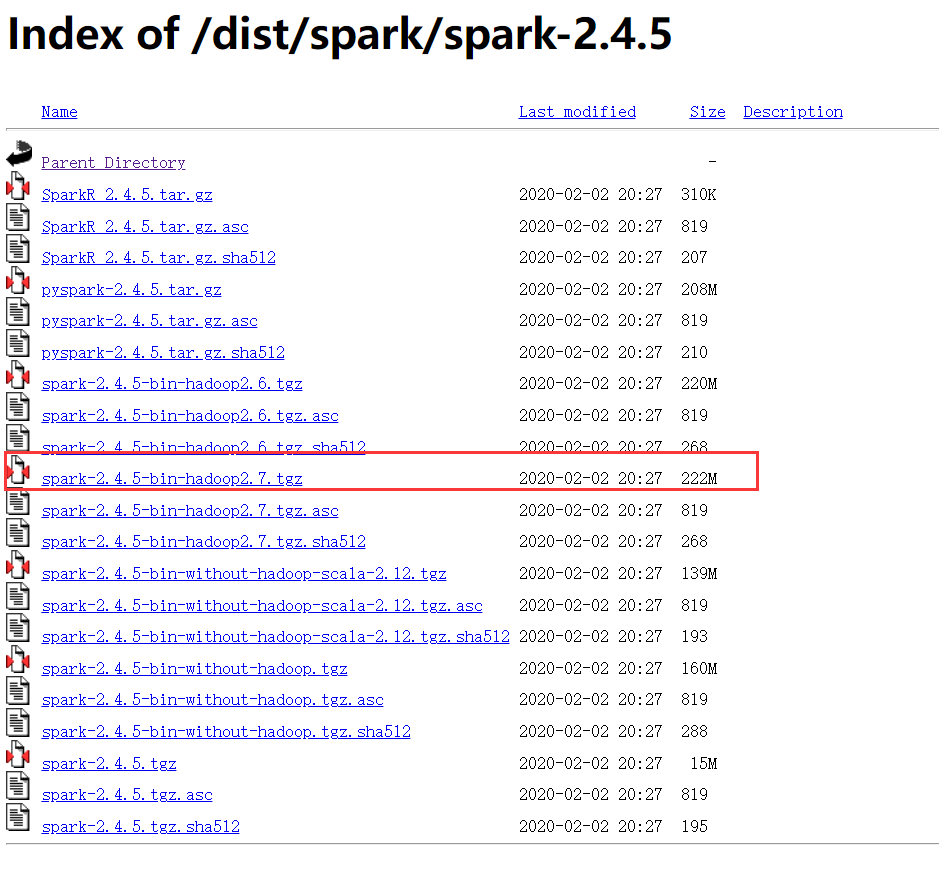 Index of /dist/spark/spark-2.4.5
Name Last modified Size Description
Parent Directory -
SparkR_2.4.5.tar.gz 2020-02-02 20:27 310K
SparkR_2.4.5.tar.gz.asc 2020-02-02 20:27 819
SparkR_2.4.5.tar.gz.sha512 2020-02-02 20:27 207
pyspark-2.4.5.tar.gz 2020-02-02 20:27 208M
pyspark-2.4.5.tar.gz.asc 2020-02-02 20:27 819
pyspark-2.4.5.tar.gz.sha512 2020-02-02 20:27 210
spark-2.4.5-bin-hadoop2.6.tgz 2020-02-02 20:27 220M
spark-2.4.5-bin-hadoop2.6.tgz.asc 2020-02-02 20:27 819
spark-2.4.5-bin-hadoop2.6.tgz.sha512 2020-02-02 20:27 268
spark-2.4.5-bin-hadoop2.7.tgz 2020-02-02 20:27 222M
spark-2.4.5-bin-hadoop2.7.tgz.asc 2020-02-02 20:27 819
spark-2.4.5-bin-hadoop2.7.tgz.sha512 2020-02-02 20:27 268
spark-2.4.5-bin-without-hadoop-scala-2.12.tgz 2020-02-02 20:27 139M
spark-2.4.5-bin-without-hadoop-scala-2.12.tgz.asc 2020-02-02 20:27 819
spark-2.4.5-bin-without-hadoop-scala-2.12.tgz.sha512 2020-02-02 20:27 193
spark-2.4.5-bin-without-hadoop.tgz 2020-02-02 20:27 160M
spark-2.4.5-bin-without-hadoop.tgz.asc 2020-02-02 20:27 819
spark-2.4.5-bin-without-hadoop.tgz.sha512 2020-02-02 20:27 288
spark-2.4.5.tgz 2020-02-02 20:27 15M
spark-2.4.5.tgz.asc 2020-02-02 20:27 819
spark-2.4.5.tgz.sha512 2020-02-02 20:27 195